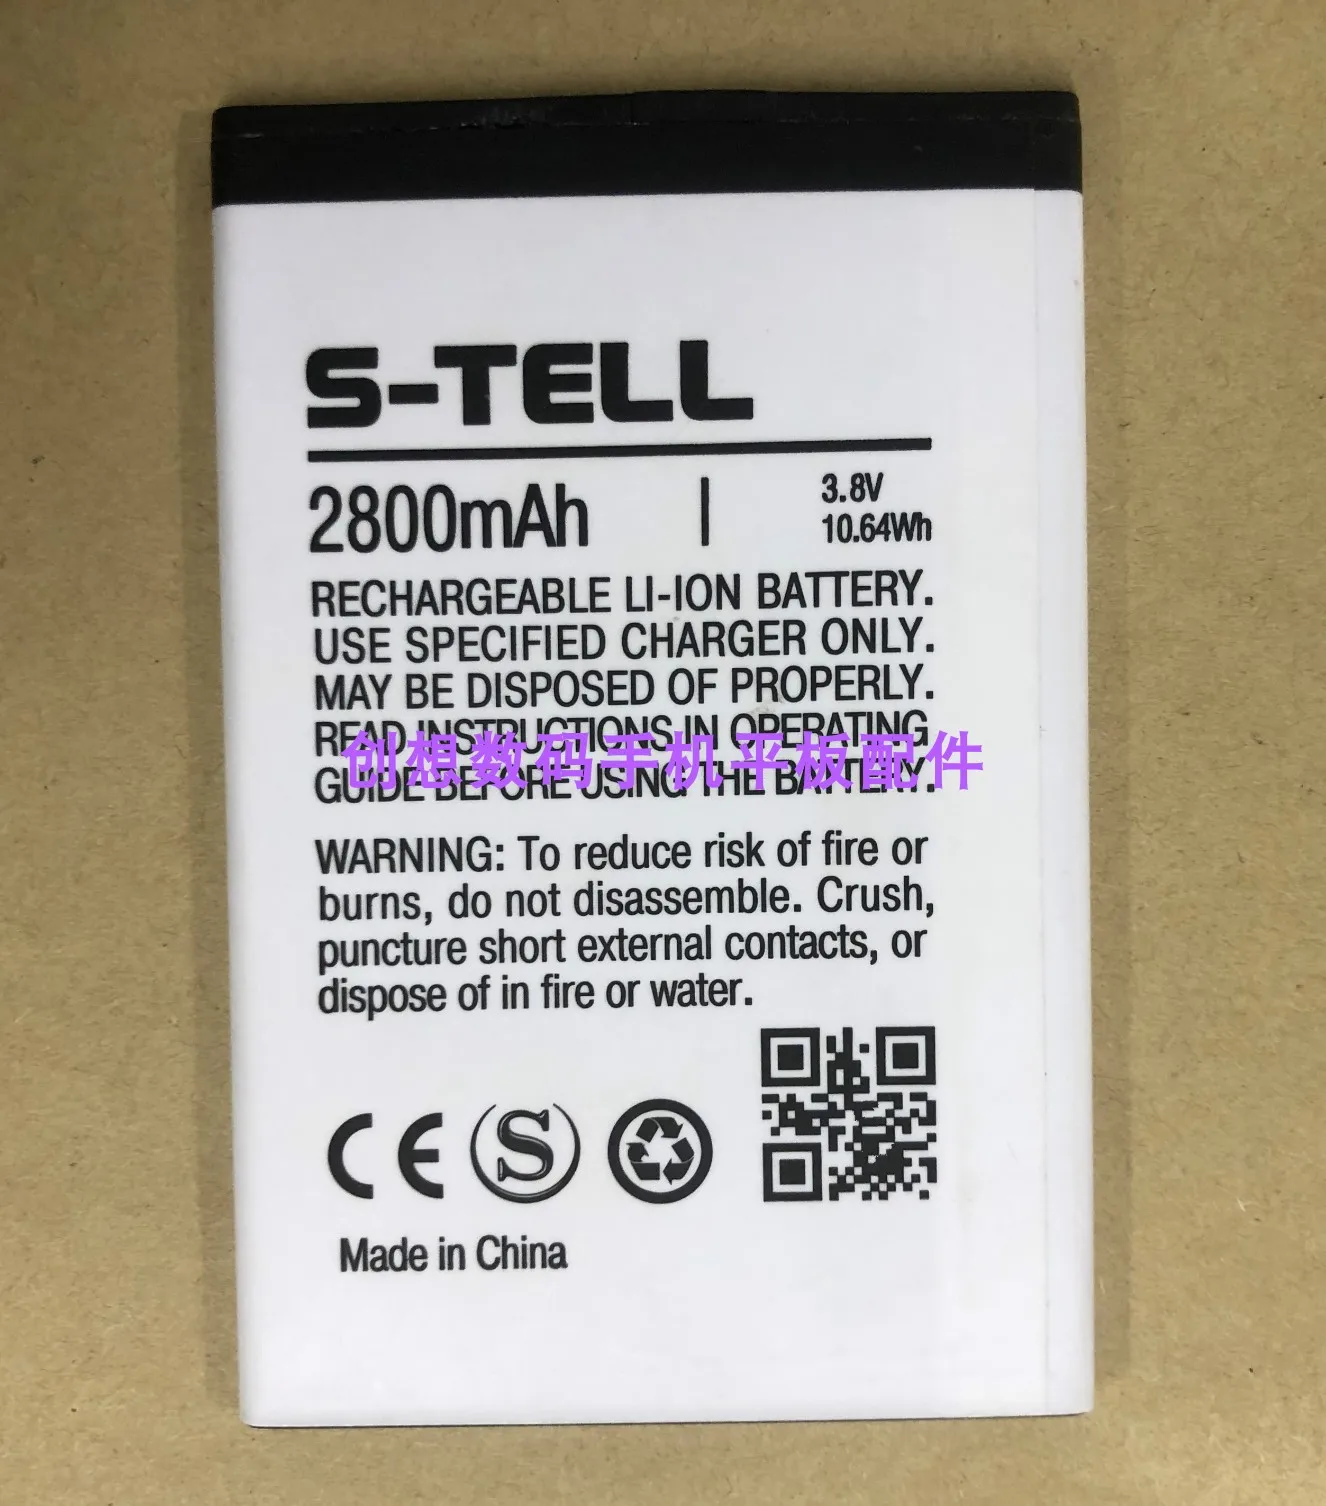 S-TELL
2800mAh | 3.8V
10.64Wh
RECHARGEABLE LI-ION BATTERY.
USE SPECIFIED CHARGER ONLY.
MAY BE DISPOSED OF PROPERLY.
READ INSTRUCTIONS IN OPERATING
创想数码手机平板配件
GUIDE BEFORE USING THE BATTERY.
WARNING: To reduce risk of fire or
burns, do not disassemble. Crush,
puncture short external contacts, or
dispose of in fire or water.
CE S
Made in China